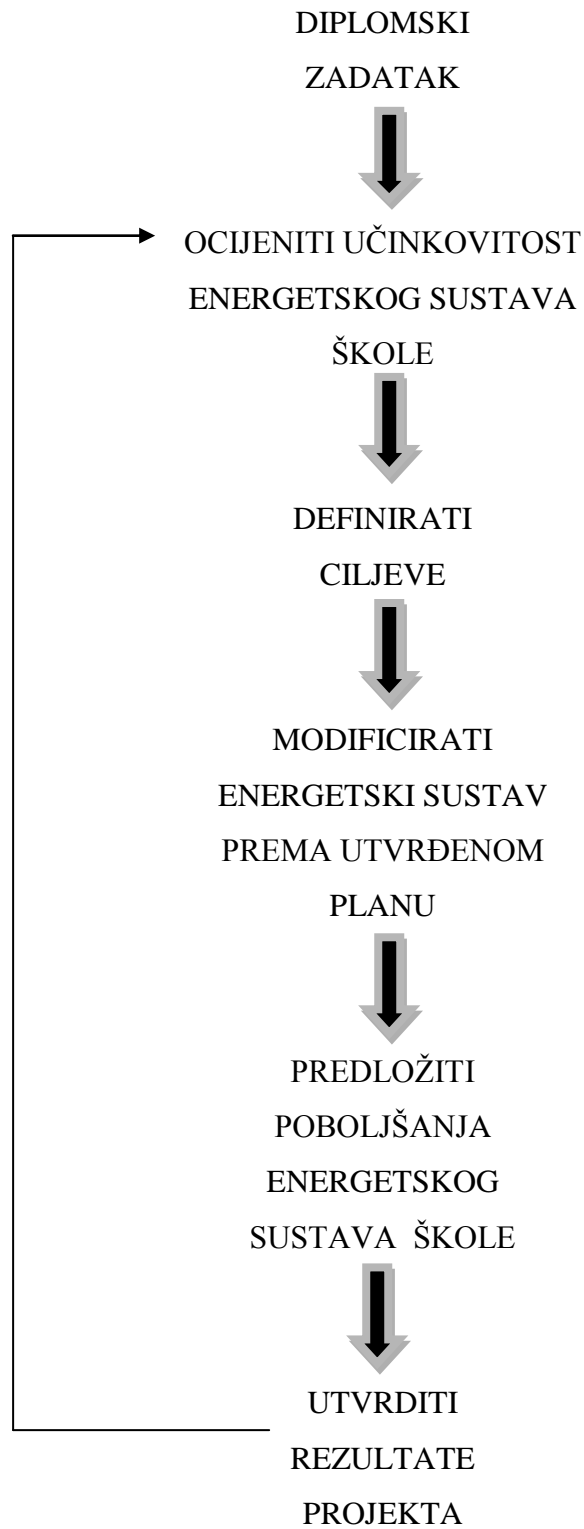 DIPLOMSKI
ZADATAK
OCIJENITI UČINKOVITOST
ENERGETSKOG SUSTAVA
ŠKOLE
DEFINIRATI
CILJEVE
MODIFICIRATI
ENERGETSKI SUSTAV
PREMA UTVRĐENOM
PLANU
PREDLOŽITI
POBOLJŠANJA
ENERGETSKOG
SUSTAVA ŠKOLE
UTVRDITI
REZULTATE
PROJEKTA